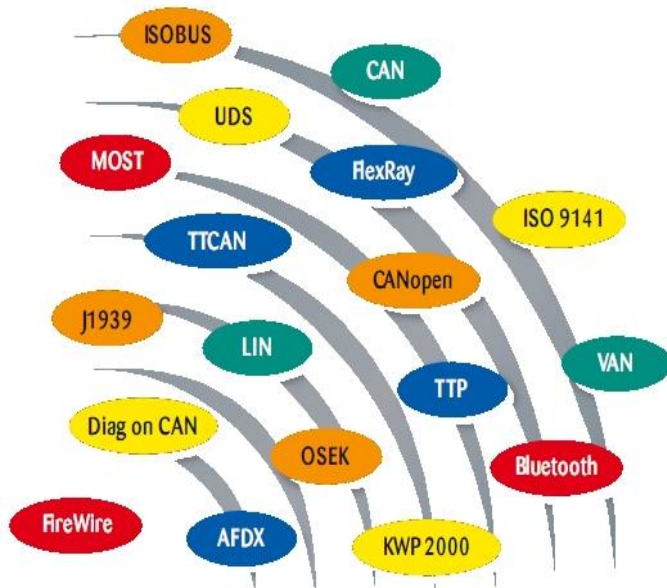 ISOBUS
CAN
UDS
MOST
FlexRay
ISO 9141
TTCAN
CANopen
J1939
LIN
VAN
TTP
Diag on CAN
OSEK
Bluetooth
FireWire
AFDX
KWP 2000